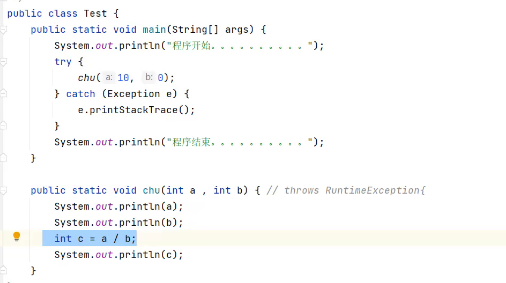 public class Test {
public static void main(String[] args) {
System.out.println("程序开始。。。。。。。。。。");
try {
chu( a: 10, b: 0);
} catch (Exception e) {
e.printStackTrace();
}
System.out.println("程序结束。。。。。。。。。。");
}
public static void chu(int a , int b) { // throws RuntimeException{
System.out.println(a);
System.out.println(b);
int c = a / b;
System.out.println(c);
}